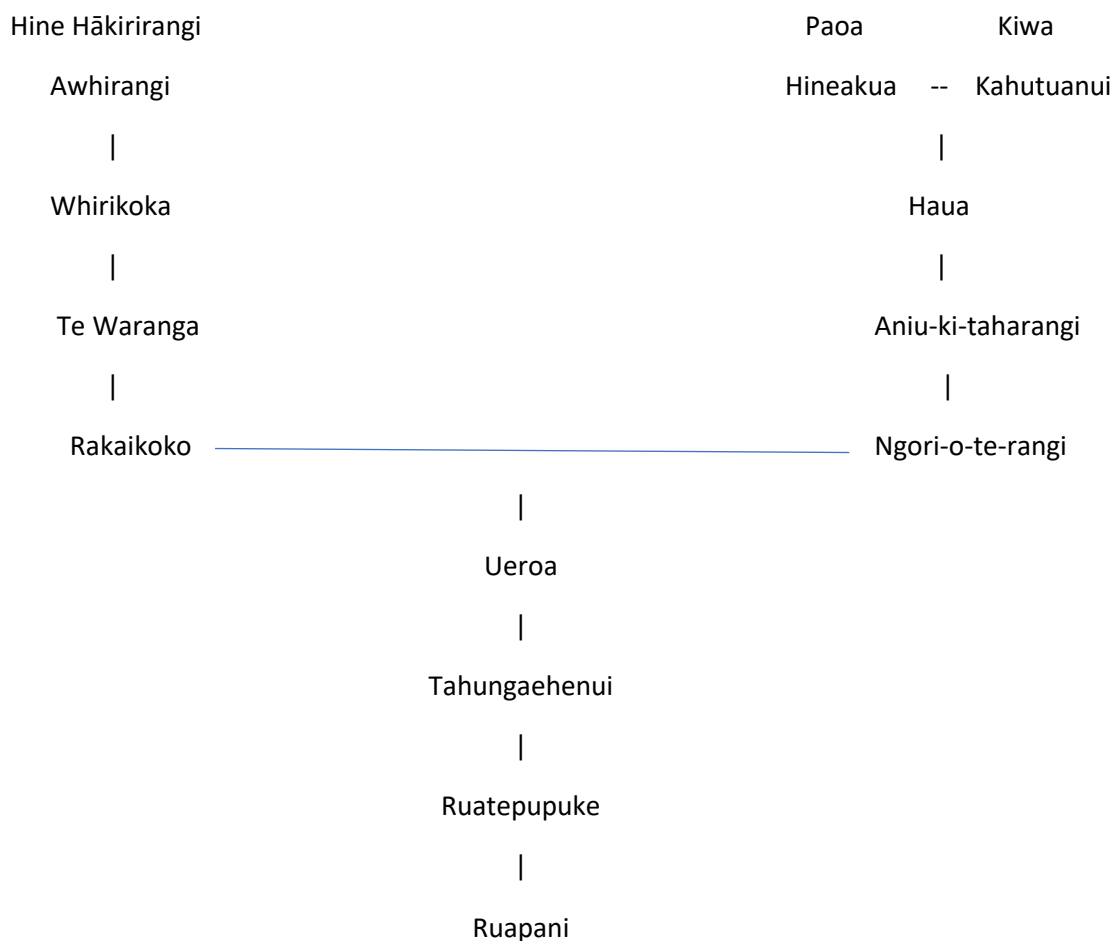 Hine Hākirirangi Paoa Kiwa
Awhirangi Hineakua -- Kahutuanui
| |
Whirikoka Haua
| |
Te Waranga Aniu-ki-taharangi
| |
Rakaikoko Ngori-o-te-rangi
|
Ueroa
|
Tahungaehenui
|
Ruatepupuke
|
Ruapani